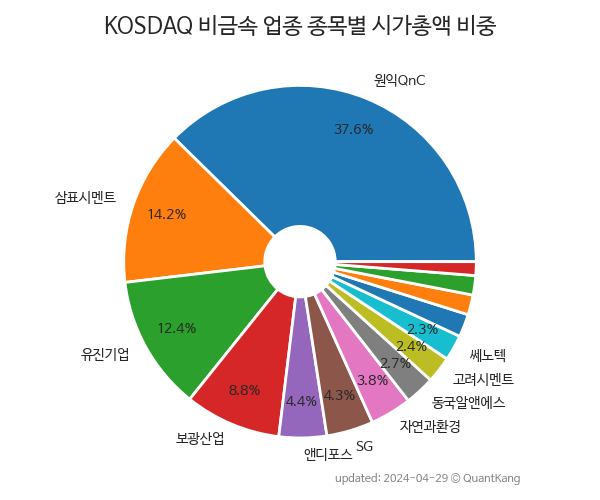 KOSDAQ 비금속 업종 종목별 시가총액 비중
원익QnC
37.6%
삼표시멘트
14.2%
유진기업
12.4%
보광산업
8.8%
앤디포스
4.4%
SG
4.3%
자연과환경
3.8%
동국알앤에스
2.7%
고려시멘트
2.4%
쎄노텍
2.3%
updated: 2024-04-29 © QuantKang